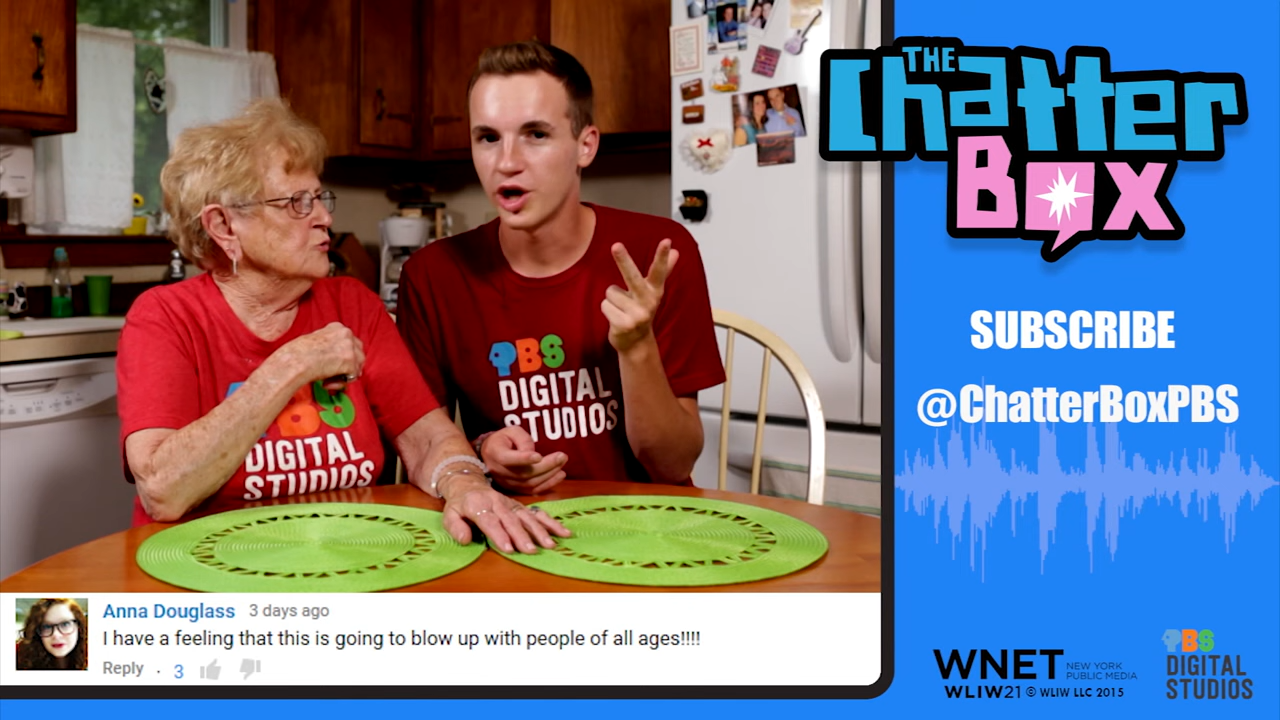 THE
Chatter
Box
SUBSCRIBE
@ChatterBoxPBS
PBS
DIGITAL
STUDIOS
PBS
DIGITAL
STUDIOS
Anna Douglass 3 days ago
I have a feeling that this is going to blow up with people of all ages!!!!
Reply . 3
WNET NEW YORK
PUBLIC MEDIA
WLIW21 © WLIW LLC 2015
PBS
DIGITAL
STUDIOS